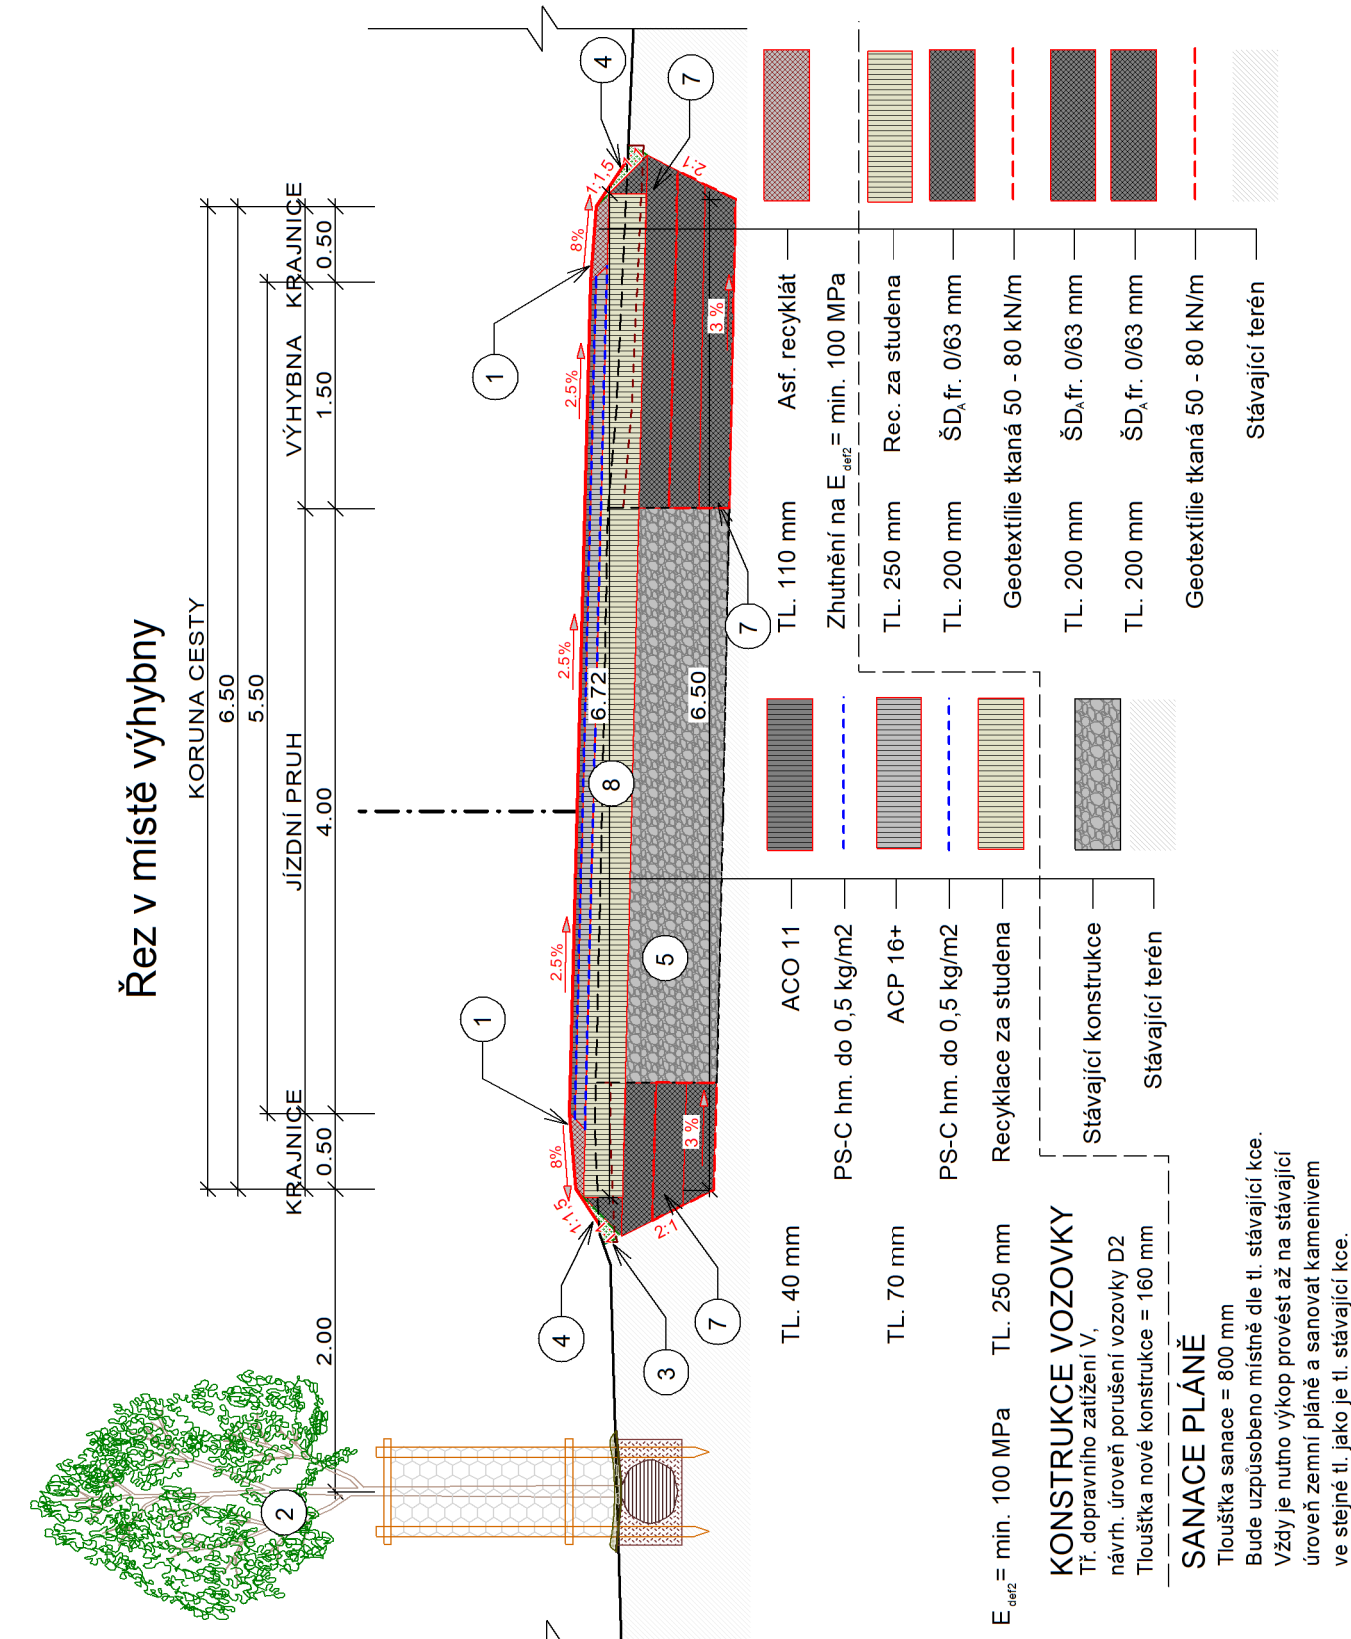 Řez v místě výhybny
KORUNA CESTY
6.50
5.50
KRAJNICE
JÍZDNÍ PRUH
VÝHYBNA
KRAJNICE
2.00
0.50
4.00
1.50
0.50
2
4
3
7
1
5
8
7
1
7
4
1:1,5
8%
2.5%
2.5%
2.5%
8%
1:1,5
6.72
6.50
2:1
3 %
3 %
2:1
TL. 40 mm ACO 11
PS-C hm. do 0,5 kg/m2
TL. 70 mm ACP 16+
PS-C hm. do 0,5 kg/m2
E def2 = min. 100 MPa TL. 250 mm Recyklace za studena
Stávající konstrukce
Stávající terén
TL. 110 mm Asf. recyklát
Zhutnění na E def2 = min. 100 MPa
TL. 250 mm Rec. za studena
TL. 200 mm ŠDA fr. 0/63 mm
Geotextílie tkaná 50 - 80 kN/m
TL. 200 mm ŠDA fr. 0/63 mm
TL. 200 mm ŠDA fr. 0/63 mm
Geotextílie tkaná 50 - 80 kN/m
Stávající terén
KONSTRUKCE VOZOVKY
Tř. dopravního zatížení V,
návrh. úroveň porušení vozovky D2
Tloušťka nové konstrukce = 160 mm
SANACE PLÁNĚ
Tloušťka sanace = 800 mm
Bude uzpůsobeno místně dle tl. stávající kce.
Vždy je nutno výkop provést až na stávající
úroveň zemní pláně a sanovat kamenivem
ve stejné tl. jako je tl. stávající kce.